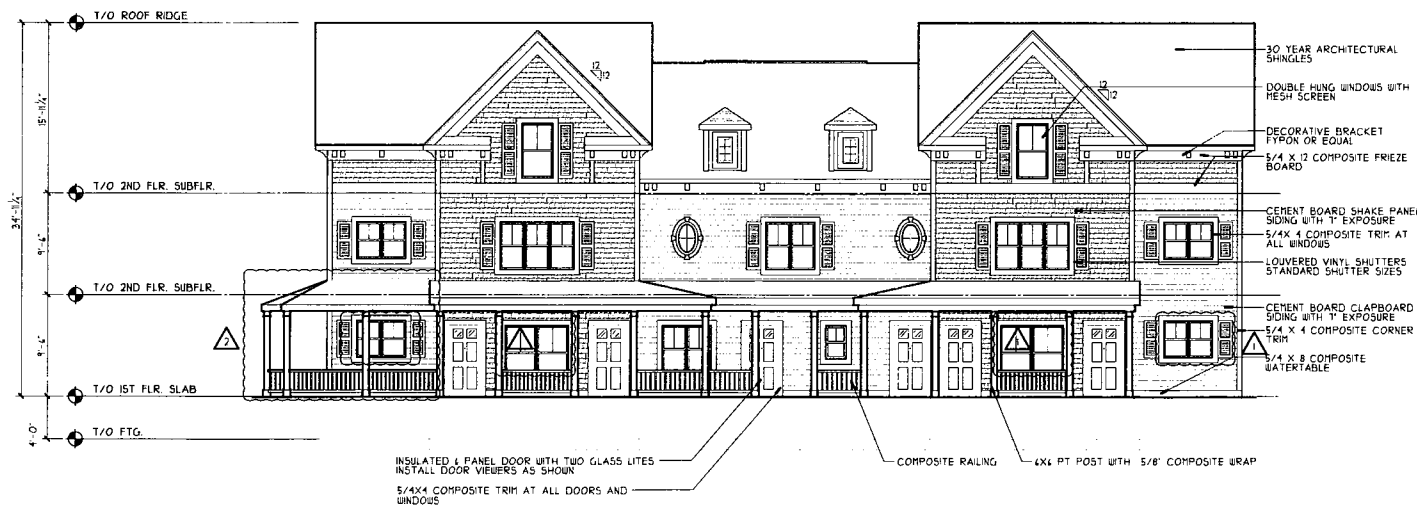 T/O ROOF RIDGE
T/O 2ND FLR. SUBFLR.
T/O 2ND FLR. SUBFLR.
T/O 1ST FLR. SLAB
T/O FTG.
34'-11¼"
15'-11¼"
9'-6"
9'-6"
4'-0"
12
12
12
12
2
1
30 YEAR ARCHITECTURAL
SHINGLES
DOUBLE HUNG WINDOWS WITH
MESH SCREEN
DECORATIVE BRACKET
FYPON OR EQUAL
5/4 X 12 COMPOSITE FRIEZE
BOARD
CEMENT BOARD SHAKE PANEL
SIDING WITH 7" EXPOSURE
5/4X 4 COMPOSITE TRIM AT
ALL WINDOWS
LOUVERED VINYL SHUTTERS
STANDARD SHUTTER SIZES
CEMENT BOARD CLAPBOARD
SIDING WITH 7" EXPOSURE
5/4 X 4 COMPOSITE CORNER
TRIM
5/4 X 8 COMPOSITE
WATERTABLE
INSULATED 6 PANEL DOOR WITH TWO GLASS LITES
INSTALL DOOR VIEWERS AS SHOWN
5/4X4 COMPOSITE TRIM AT ALL DOORS AND
WINDOWS
COMPOSITE RAILING
6X6 PT POST WITH 5/8" COMPOSITE WRAP